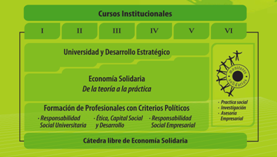 Cursos Institucionales
I II III IV V VI
Universidad y Desarrollo Estratégico
Economía Solidaria
De la teoría a la práctica
Formación de Profesionales con Criterios Políticos
- Responsabilidad Social Universitaria
- Ética, Capital Social y Desarrollo
- Responsabilidad Social Empresarial
- Practica social
- Investigación
- Asesoría Empresarial
Cátedra libre de Economía Solidaria